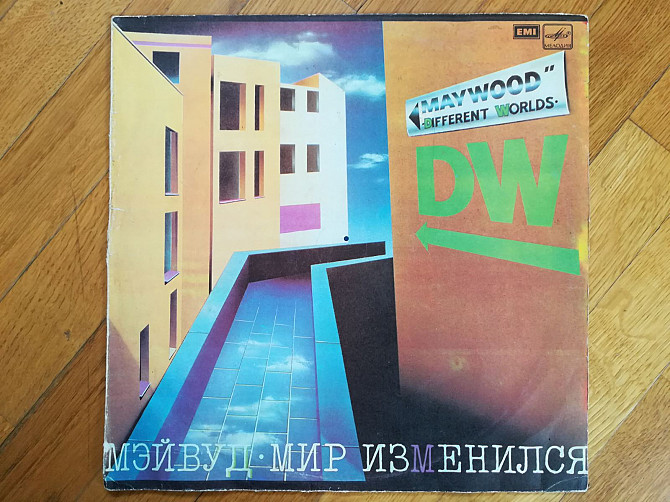 EMI
МЕЛОДИЯ
"MAYWOOD"
·DIFFERENT WORLDS·
DW
МЭЙВУД·МИР ИЗМЕНИЛСЯ